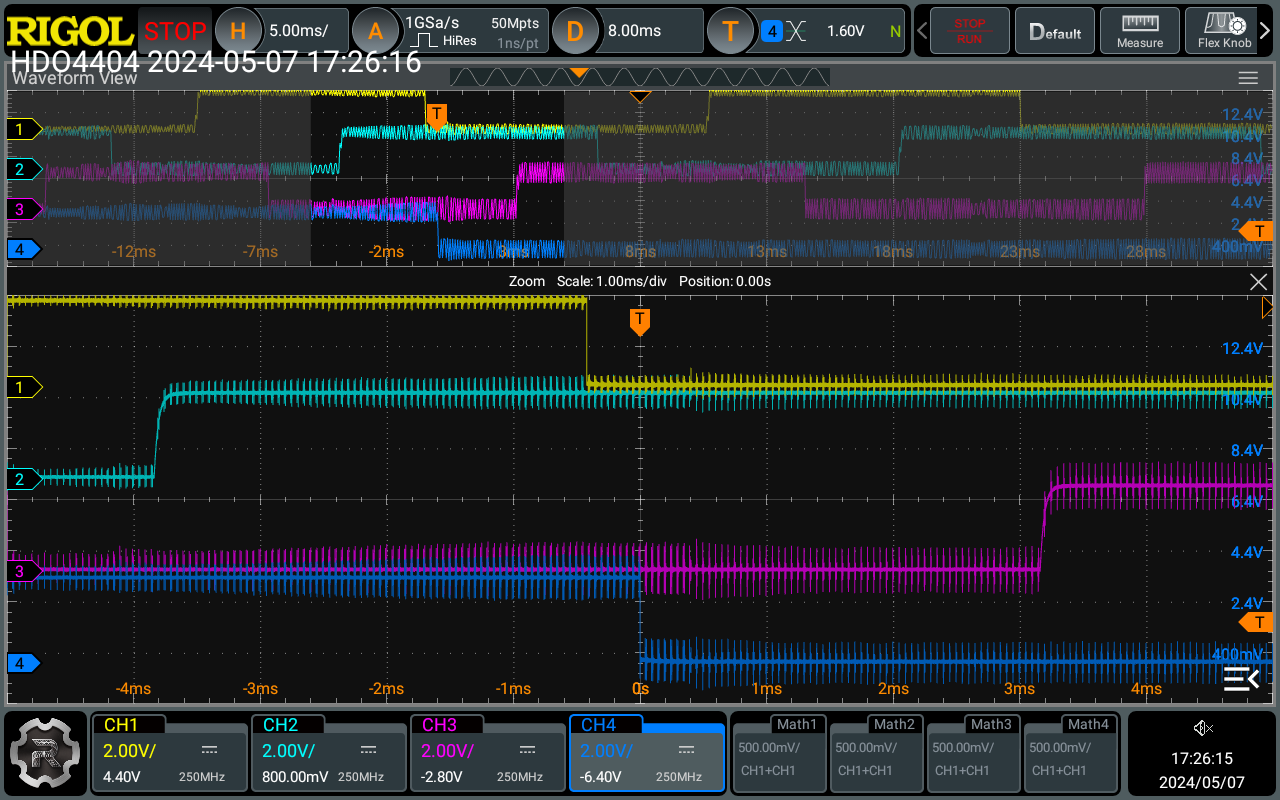 RIGOL STOP H 5.00ms/ A 1GSa/s 50Mpts HiRes 1ns/pt D 8.00ms T 4 1.60V N STOP RUN Default Measure Flex Knob
HDO4404 2024-05-07 17:26:16
Waveform View
T
1 12.4V
10.4V
2 8.4V
6.4V
3 4.4V
T
4 -12ms -7ms -2ms 3ms 8ms 13ms 18ms 23ms 28ms 400mV
Zoom Scale: 1.00ms/div Position: 0.00s
T
12.4V
1
10.4V
8.4V
2
6.4V
4.4V
3
2.4V
T
4 400mV
-4ms -3ms -2ms -1ms 0s 1ms 2ms 3ms 4ms
CH1 CH2 CH3 CH4 Math1 Math2 Math3 Math4
2.00V/ 2.00V/ 2.00V/ 2.00V/ 500.00mV/ 500.00mV/ 500.00mV/ 500.00mV/
4.40V 250MHz 800.00mV 250MHz -2.80V 250MHz -6.40V 250MHz CH1+CH1 CH1+CH1 CH1+CH1 CH1+CH1
R
17:26:15
2024/05/07